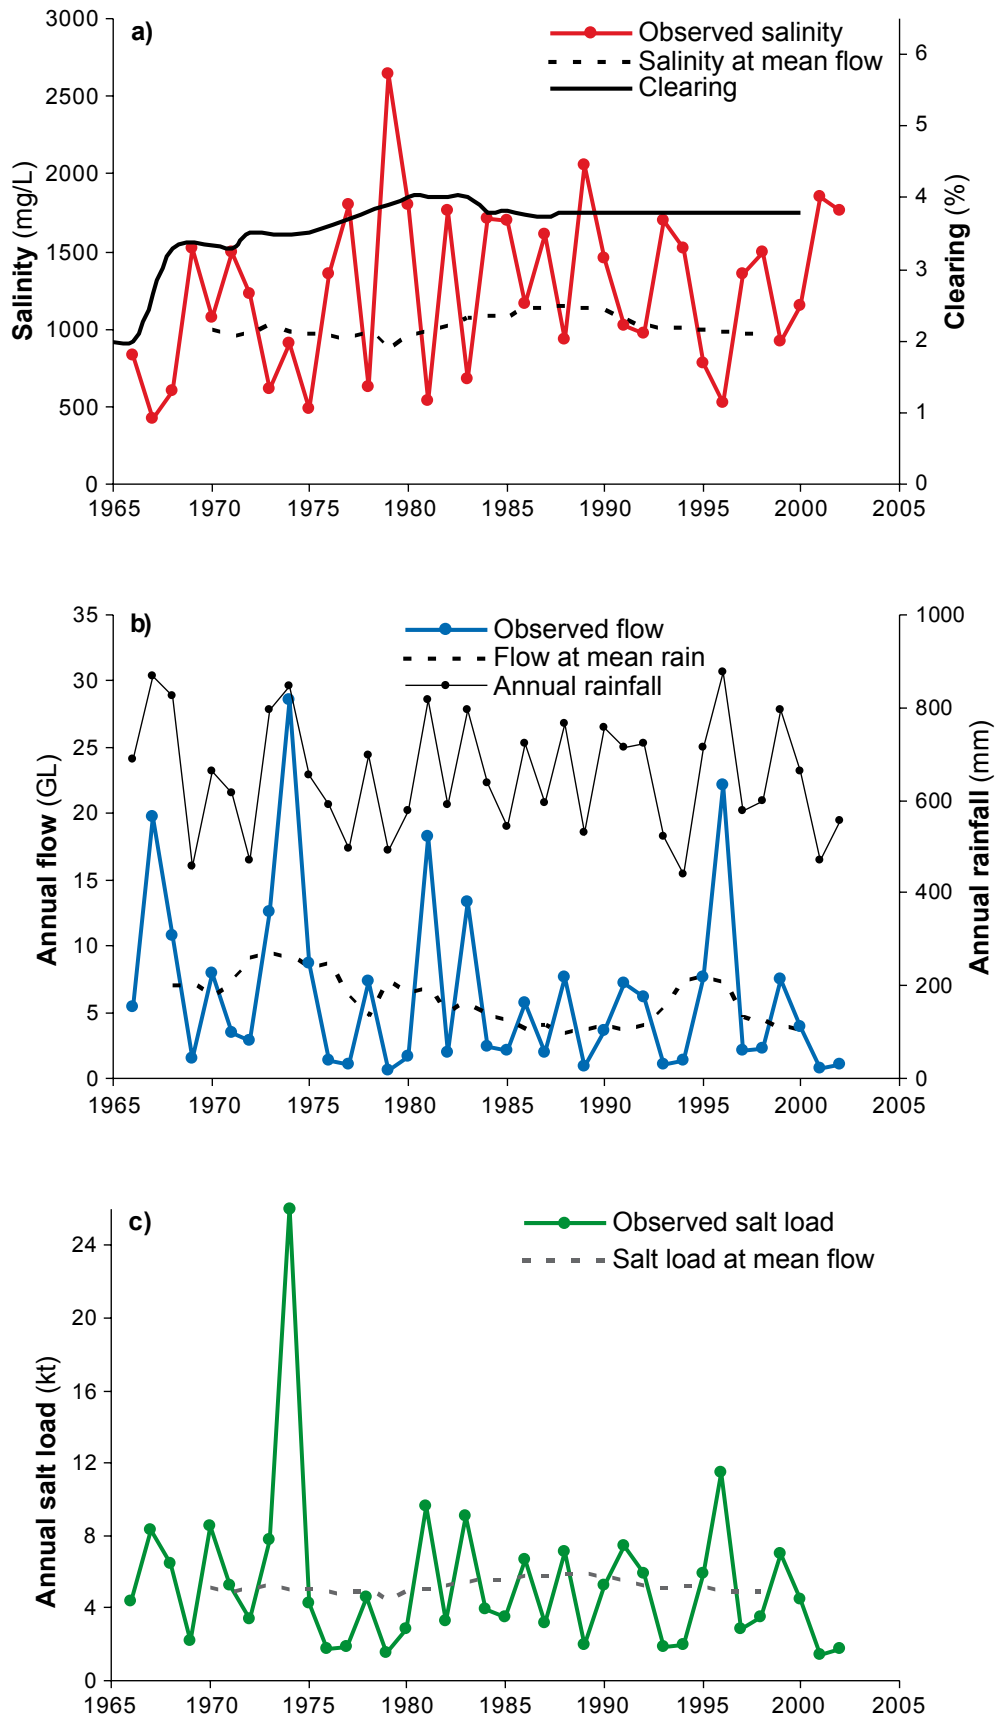 a)
Observed salinity
Salinity at mean flow
Clearing
3000
2500
2000
1500
1000
500
0
Salinity (mg/L)
6
5
4
3
2
1
0
Clearing (%)
1965 1970 1975 1980 1985 1990 1995 2000 2005
b)
Observed flow
Flow at mean rain
Annual rainfall
35
30
25
20
15
10
5
0
Annual flow (GL)
1000
800
600
400
200
0
Annual rainfall (mm)
1965 1970 1975 1980 1985 1990 1995 2000 2005
c)
Observed salt load
Salt load at mean flow
24
20
16
12
8
4
0
Annual salt load (kt)
1965 1970 1975 1980 1985 1990 1995 2000 2005